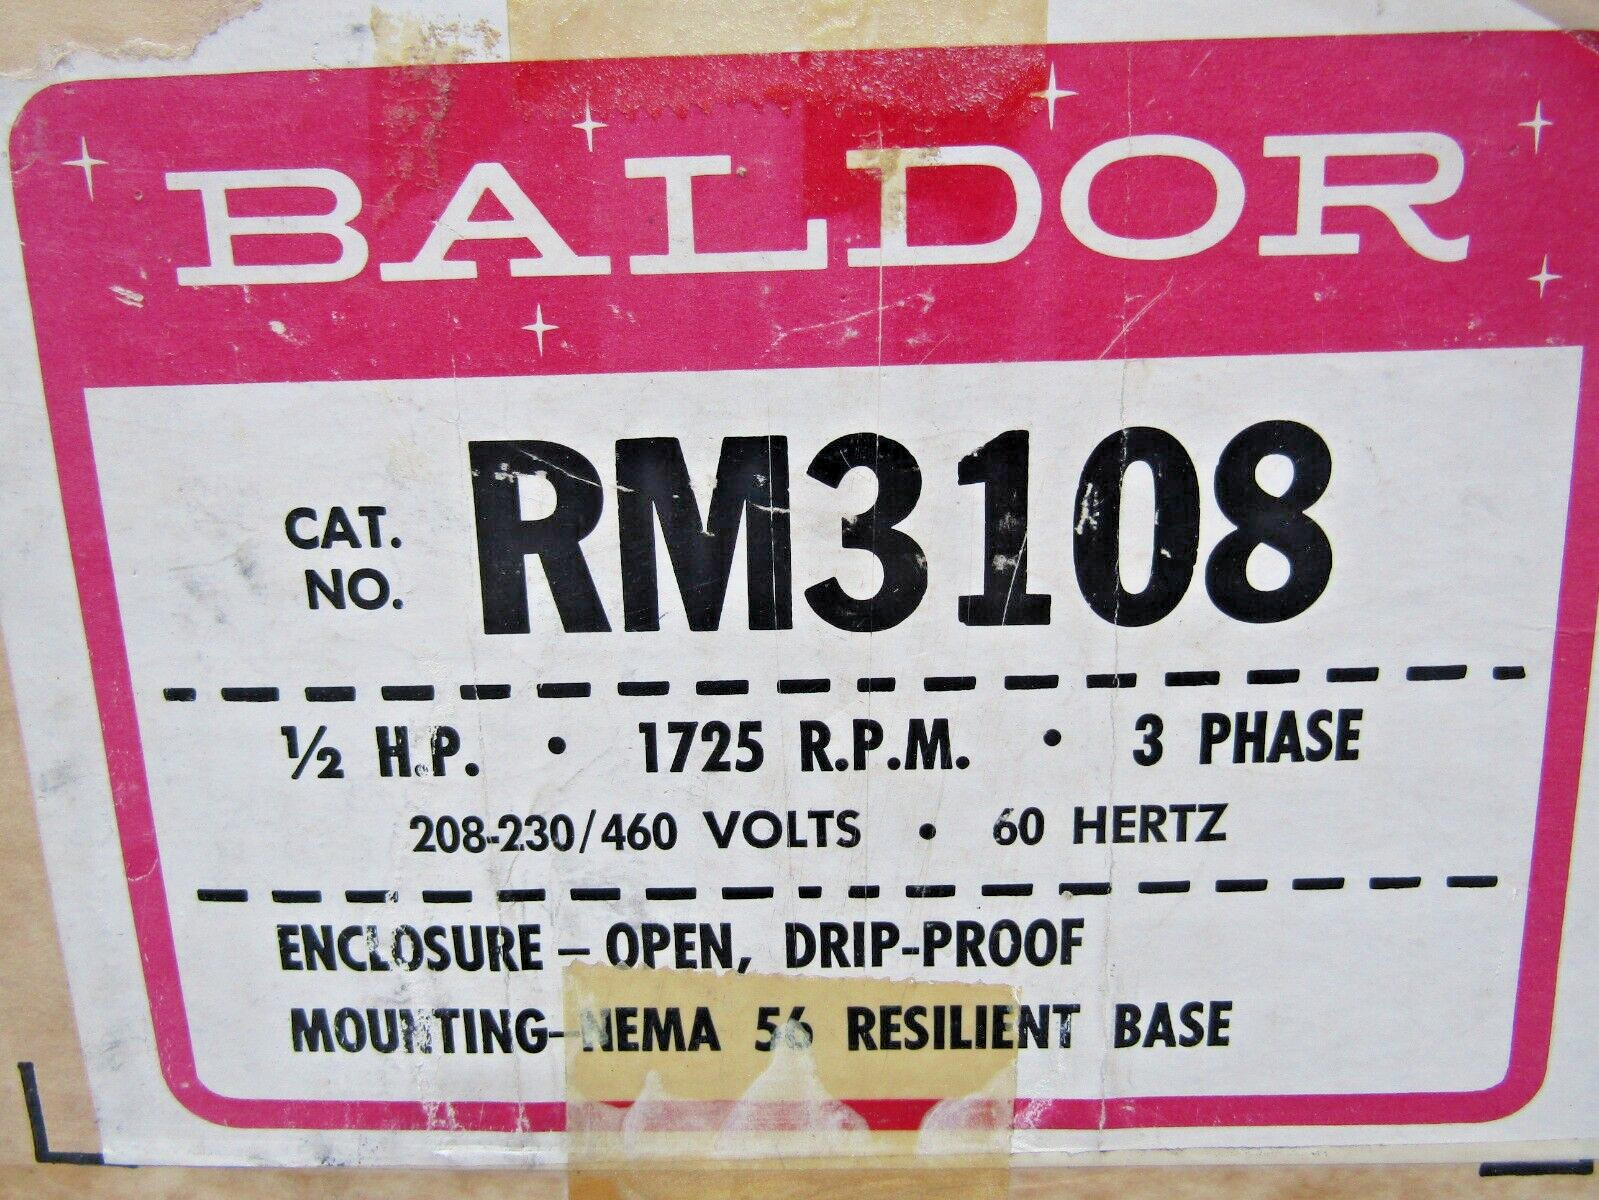 BALDOR
CAT. NO. RM3108
½ H.P. • 1725 R.P.M. • 3 PHASE
208-230/460 VOLTS • 60 HERTZ
ENCLOSURE – OPEN, DRIP-PROOF
MOUNTING–NEMA 56 RESILIENT BASE